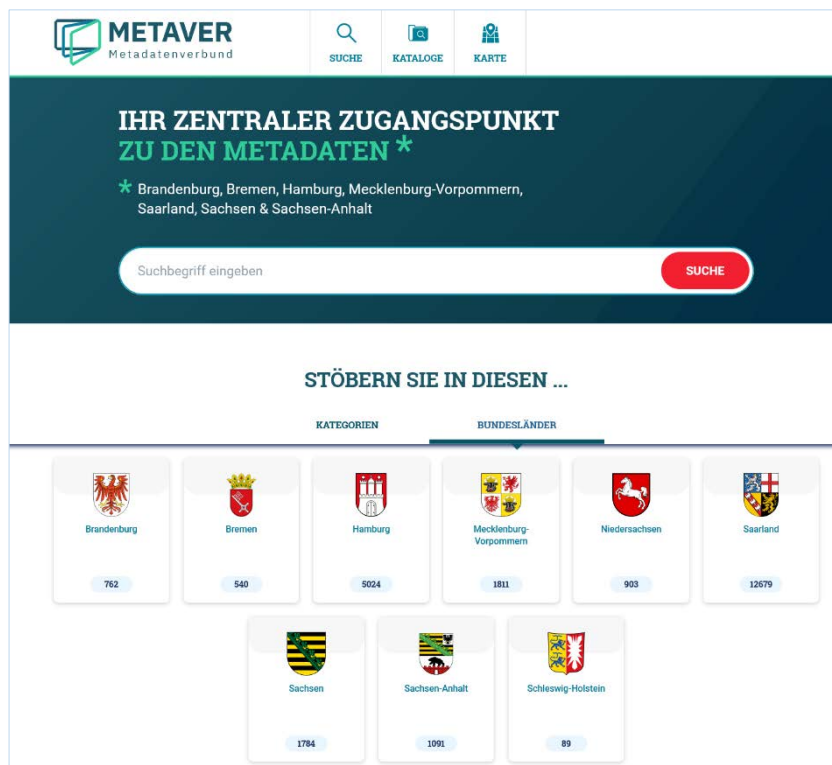 METAVER
Metadatenverbund
SUCHE
KATALOGE
KARTE
IHR ZENTRALER ZUGANGSPUNKT
ZU DEN METADATEN *
* Brandenburg, Bremen, Hamburg, Mecklenburg-Vorpommern,
Saarland, Sachsen & Sachsen-Anhalt
Suchbegriff eingeben
SUCHE
STÖBERN SIE IN DIESEN ...
KATEGORIEN
BUNDESLÄNDER
Brandenburg
762
Bremen
540
Hamburg
5024
Mecklenburg-
Vorpommern
1811
Niedersachsen
903
Saarland
12679
Sachsen
1784
Sachsen-Anhalt
1091
Schleswig-Holstein
89